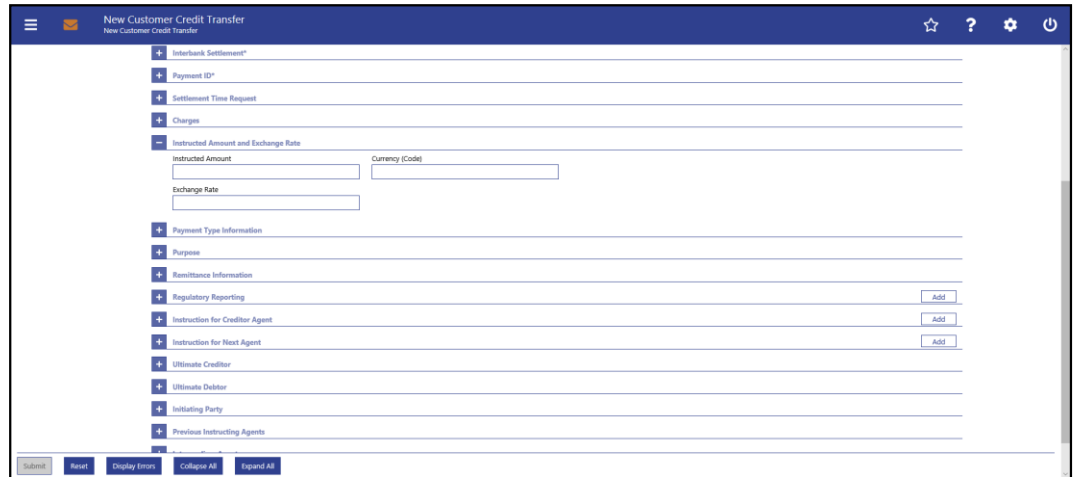 New Customer Credit Transfer
New Customer Credit Transfer
?
+ Interbank Settlement*
+ Payment ID*
+ Settlement Time Request
+ Charges
− Instructed Amount and Exchange Rate
Instructed Amount Currency (Code)
Exchange Rate
+ Payment Type Information
+ Purpose
+ Remittance Information
+ Regulatory Reporting Add
+ Instruction for Creditor Agent Add
+ Instruction for Next Agent Add
+ Ultimate Creditor
+ Ultimate Debtor
+ Initiating Party
+ Previous Instructing Agents
Submit Reset Display Errors Collapse All Expand All